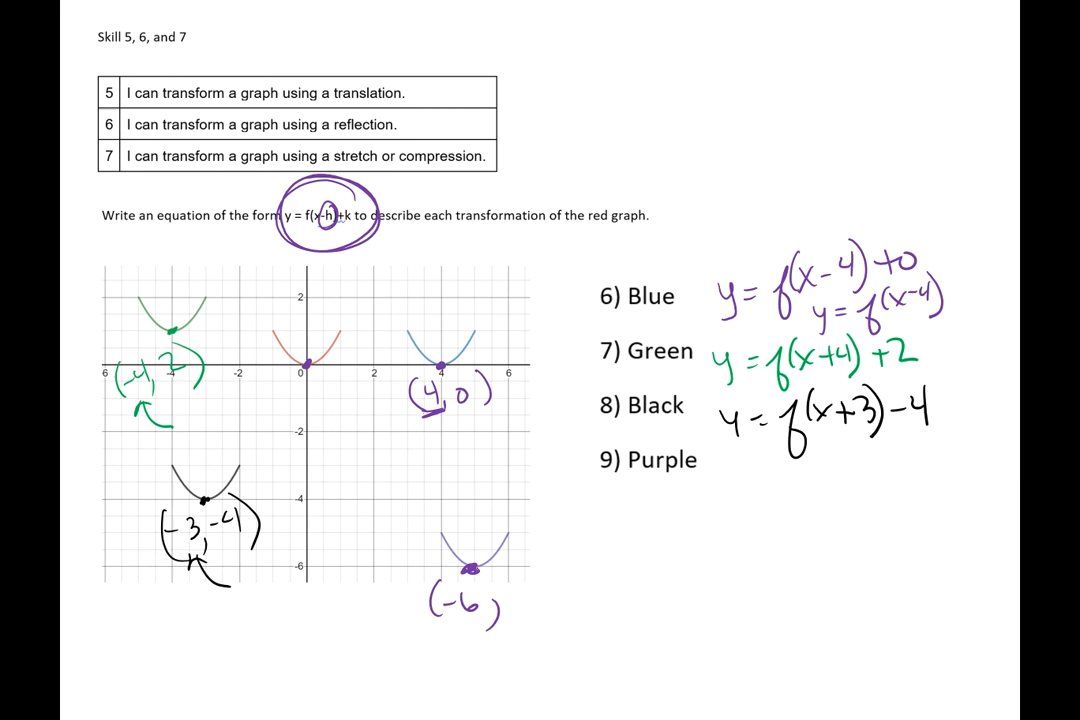 Skill 5, 6, and 7
5 I can transform a graph using a translation.
6 I can transform a graph using a reflection.
7 I can transform a graph using a stretch or compression.
Write an equation of the form y = f(x-h)+k to describe each transformation of the red graph.
2
6 -4 -2 0 2 4 6
-2
-4
-6
(-4, 2)
(4, 0)
(-3, -4)
(-6)
6) Blue y = f(x-4)+0
y = f(x-4)
7) Green y = f(x+4)+2
8) Black y = f(x+3)-4
9) Purple